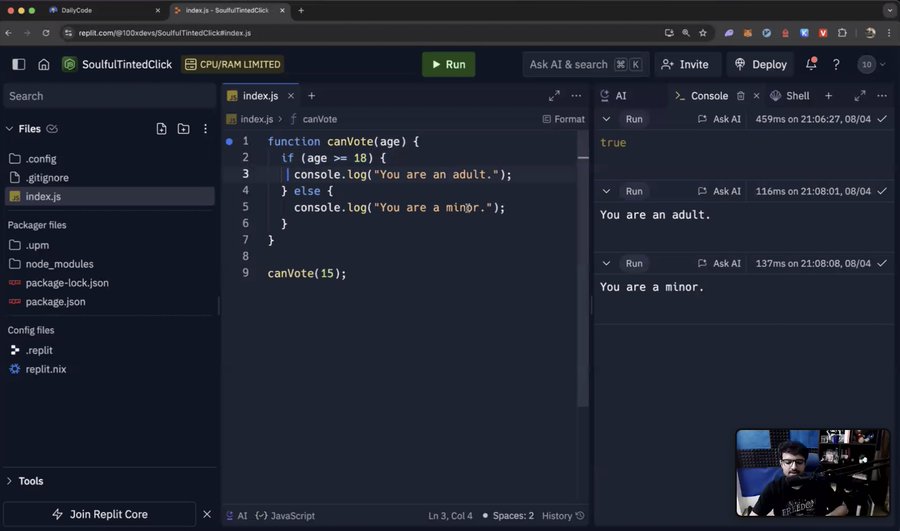 DailyCode
index.js - SoulfulTintedClick
replit.com/@100xdevs/SoulfulTintedClick#index.js
SoulfulTintedClick
CPU/RAM LIMITED
Run
Ask AI & search
⌘ K
Invite
Deploy
10
Search
Files
.config
.gitignore
index.js
Packager files
.upm
node_modules
package-lock.json
package.json
Config files
.replit
replit.nix
Tools
Join Replit Core
index.js
index.js
canVote
Format
1 function canVote(age) {
2 if (age >= 18) {
3 console.log("You are an adult.");
4 } else {
5 console.log("You are a minor.");
6 }
7 }
8
9 canVote(15);
AI
JavaScript
Ln 3, Col 4
Spaces: 2
History
AI
Console
Shell
Run
Ask AI
459ms on 21:06:27, 08/04
true
Run
Ask AI
116ms on 21:08:01, 08/04
You are an adult.
Run
Ask AI
137ms on 21:08:08, 08/04
You are a minor.